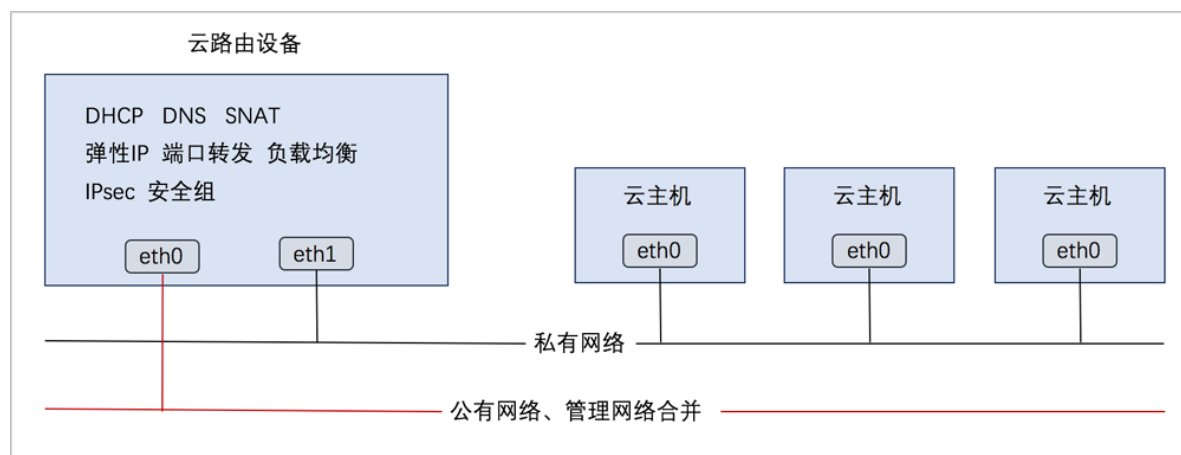 云路由设备
DHCP DNS SNAT
弹性IP 端口转发 负载均衡
IPsec 安全组
eth0
eth1
云主机
eth0
云主机
eth0
云主机
eth0
私有网络
公有网络、管理网络合并